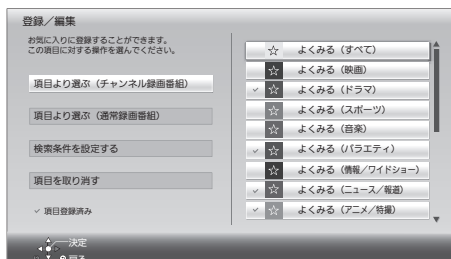 登録／編集
お気に入りに登録することができます。
この項目に対する操作を選んでください。
項目より選ぶ（チャンネル録画番組）
項目より選ぶ（通常録画番組）
検索条件を設定する
項目を取り消す
✓ 項目登録済み
☆ よくみる（すべて）
☆ よくみる（映画）
✓ ☆ よくみる（ドラマ）
☆ よくみる（スポーツ）
☆ よくみる（音楽）
✓ ☆ よくみる（バラエティ）
☆ よくみる（情報／ワイドショー）
✓ ☆ よくみる（ニュース／報道）
✓ ☆ よくみる（アニメ／特撮）
決定
戻る